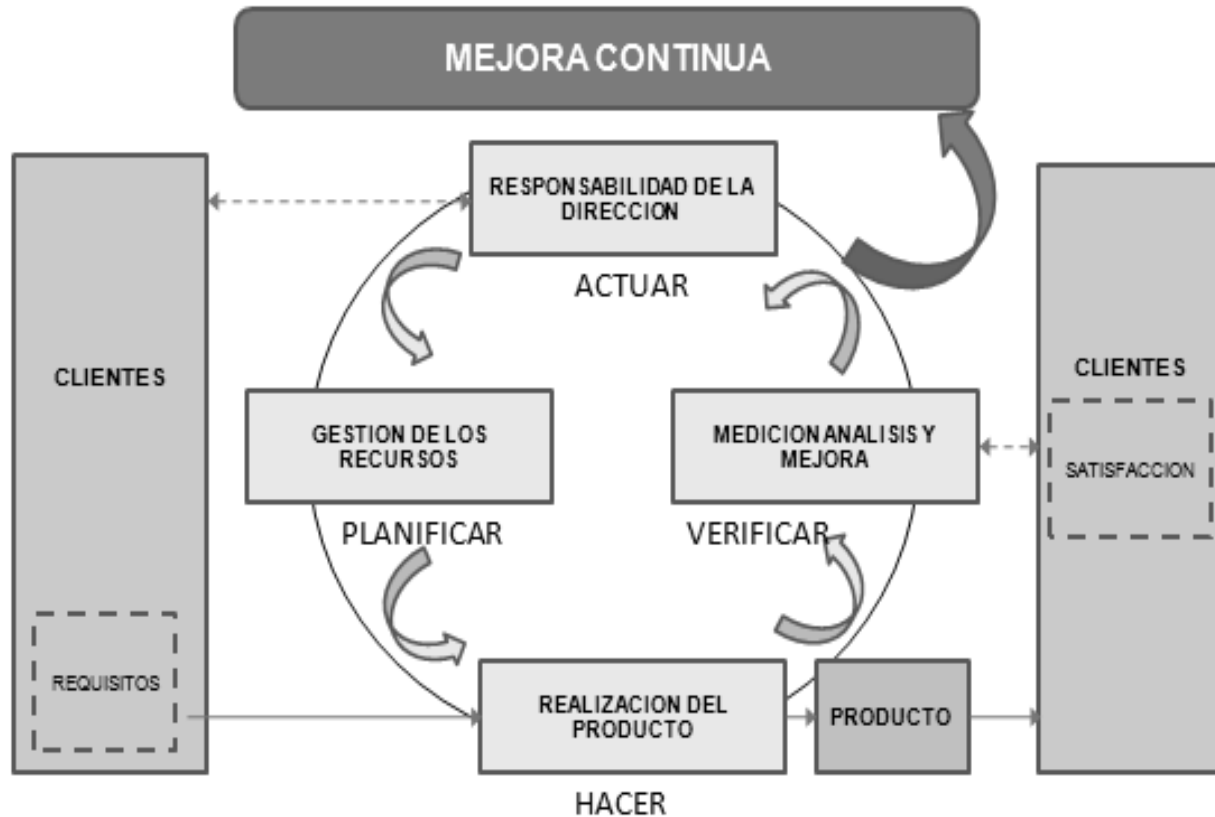 MEJORA CONTINUA
RESPONSABILIDAD DE LA
DIRECCION
ACTUAR
CLIENTES
CLIENTES
GESTION DE LOS
RECURSOS
MEDICION ANALISIS Y
MEJORA
SATISFACCION
PLANIFICAR
VERIFICAR
REQUISITOS
REALIZACION DEL
PRODUCTO
PRODUCTO
HACER